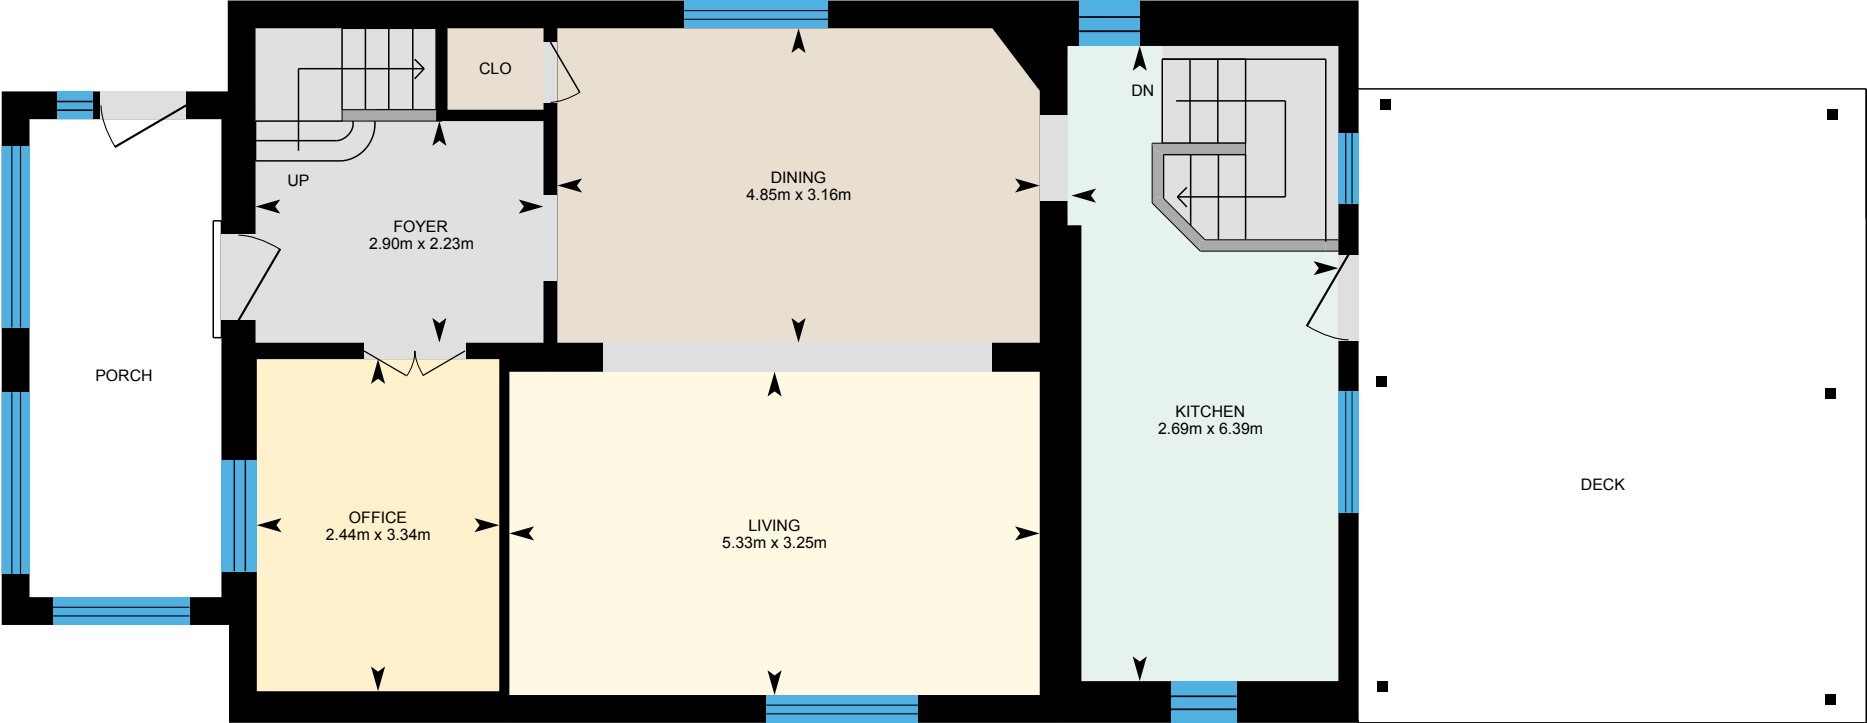 CLO
DN
DINING
4.85m x 3.16m
UP
FOYER
2.90m x 2.23m
PORCH
KITCHEN
2.69m x 6.39m
DECK
OFFICE
2.44m x 3.34m
LIVING
5.33m x 3.25m